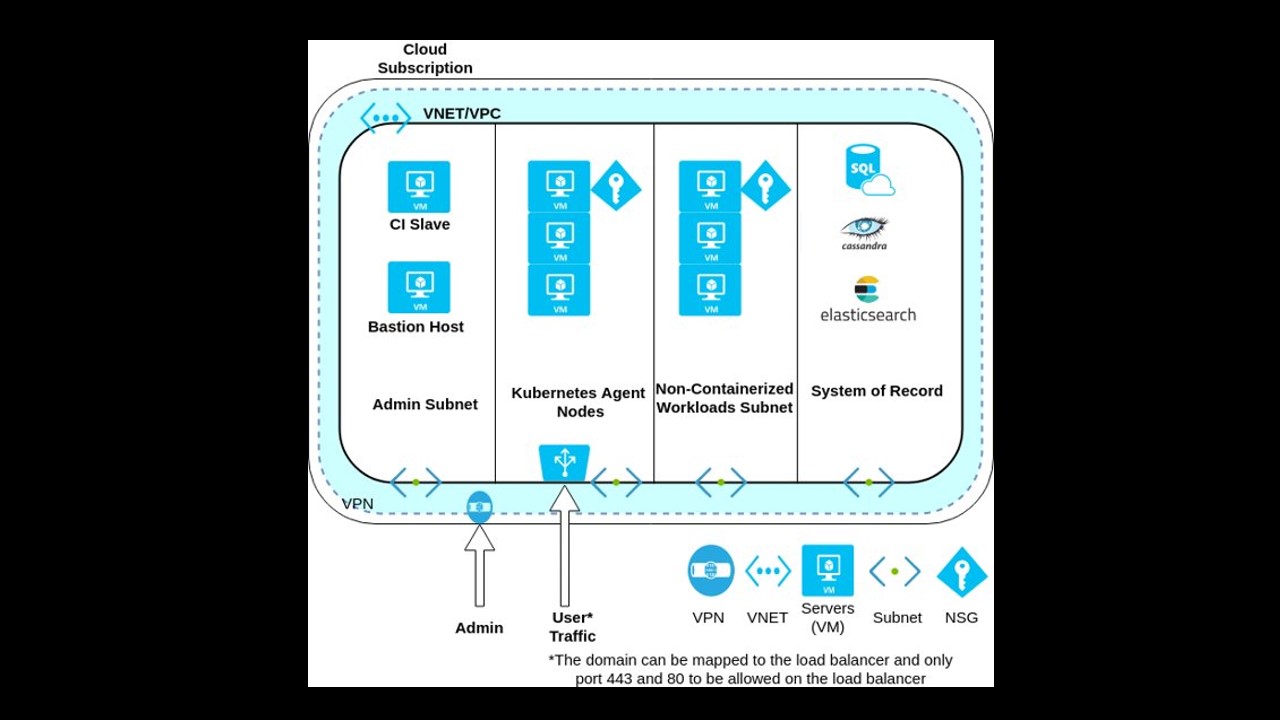 Cloud
Subscription
VNET/VPC
VM
CI Slave
VM
Bastion Host
Admin Subnet
VM
VM
VM
Kubernetes Agent
Nodes
VM
VM
VM
Non-Containerized
Workloads Subnet
SQL
cassandra
elasticsearch
System of Record
VPN
Admin
User*
Traffic
VPN
VNET
VM
Servers
(VM)
Subnet
NSG
*The domain can be mapped to the load balancer and only
port 443 and 80 to be allowed on the load balancer